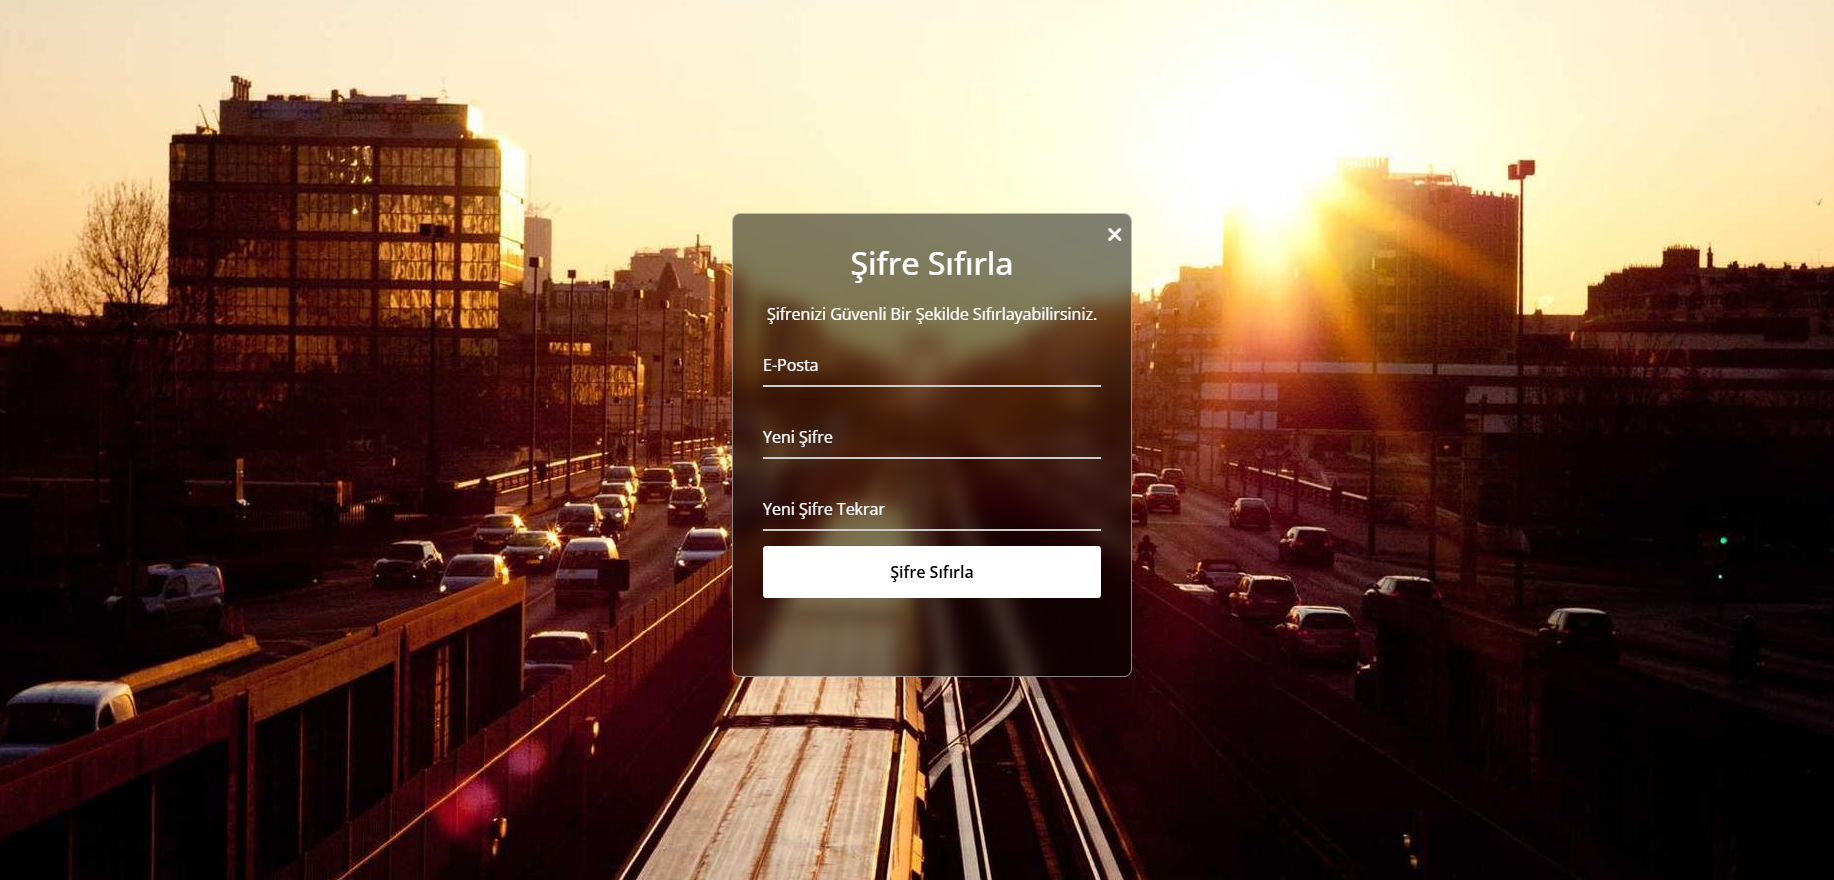 Şifre Sıfırla
Şifrenizi Güvenli Bir Şekilde Sıfırlayabilirsiniz.
E-Posta
Yeni Şifre
Yeni Şifre Tekrar
Şifre Sıfırla